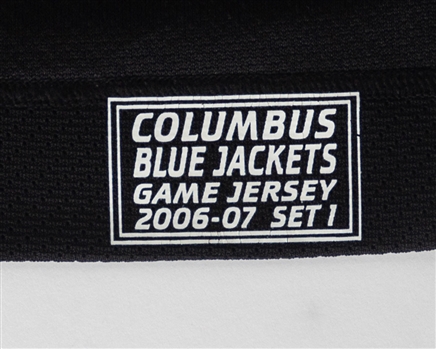 COLUMBUS
BLUE JACKETS
GAME JERSEY
2006-07 SET 1